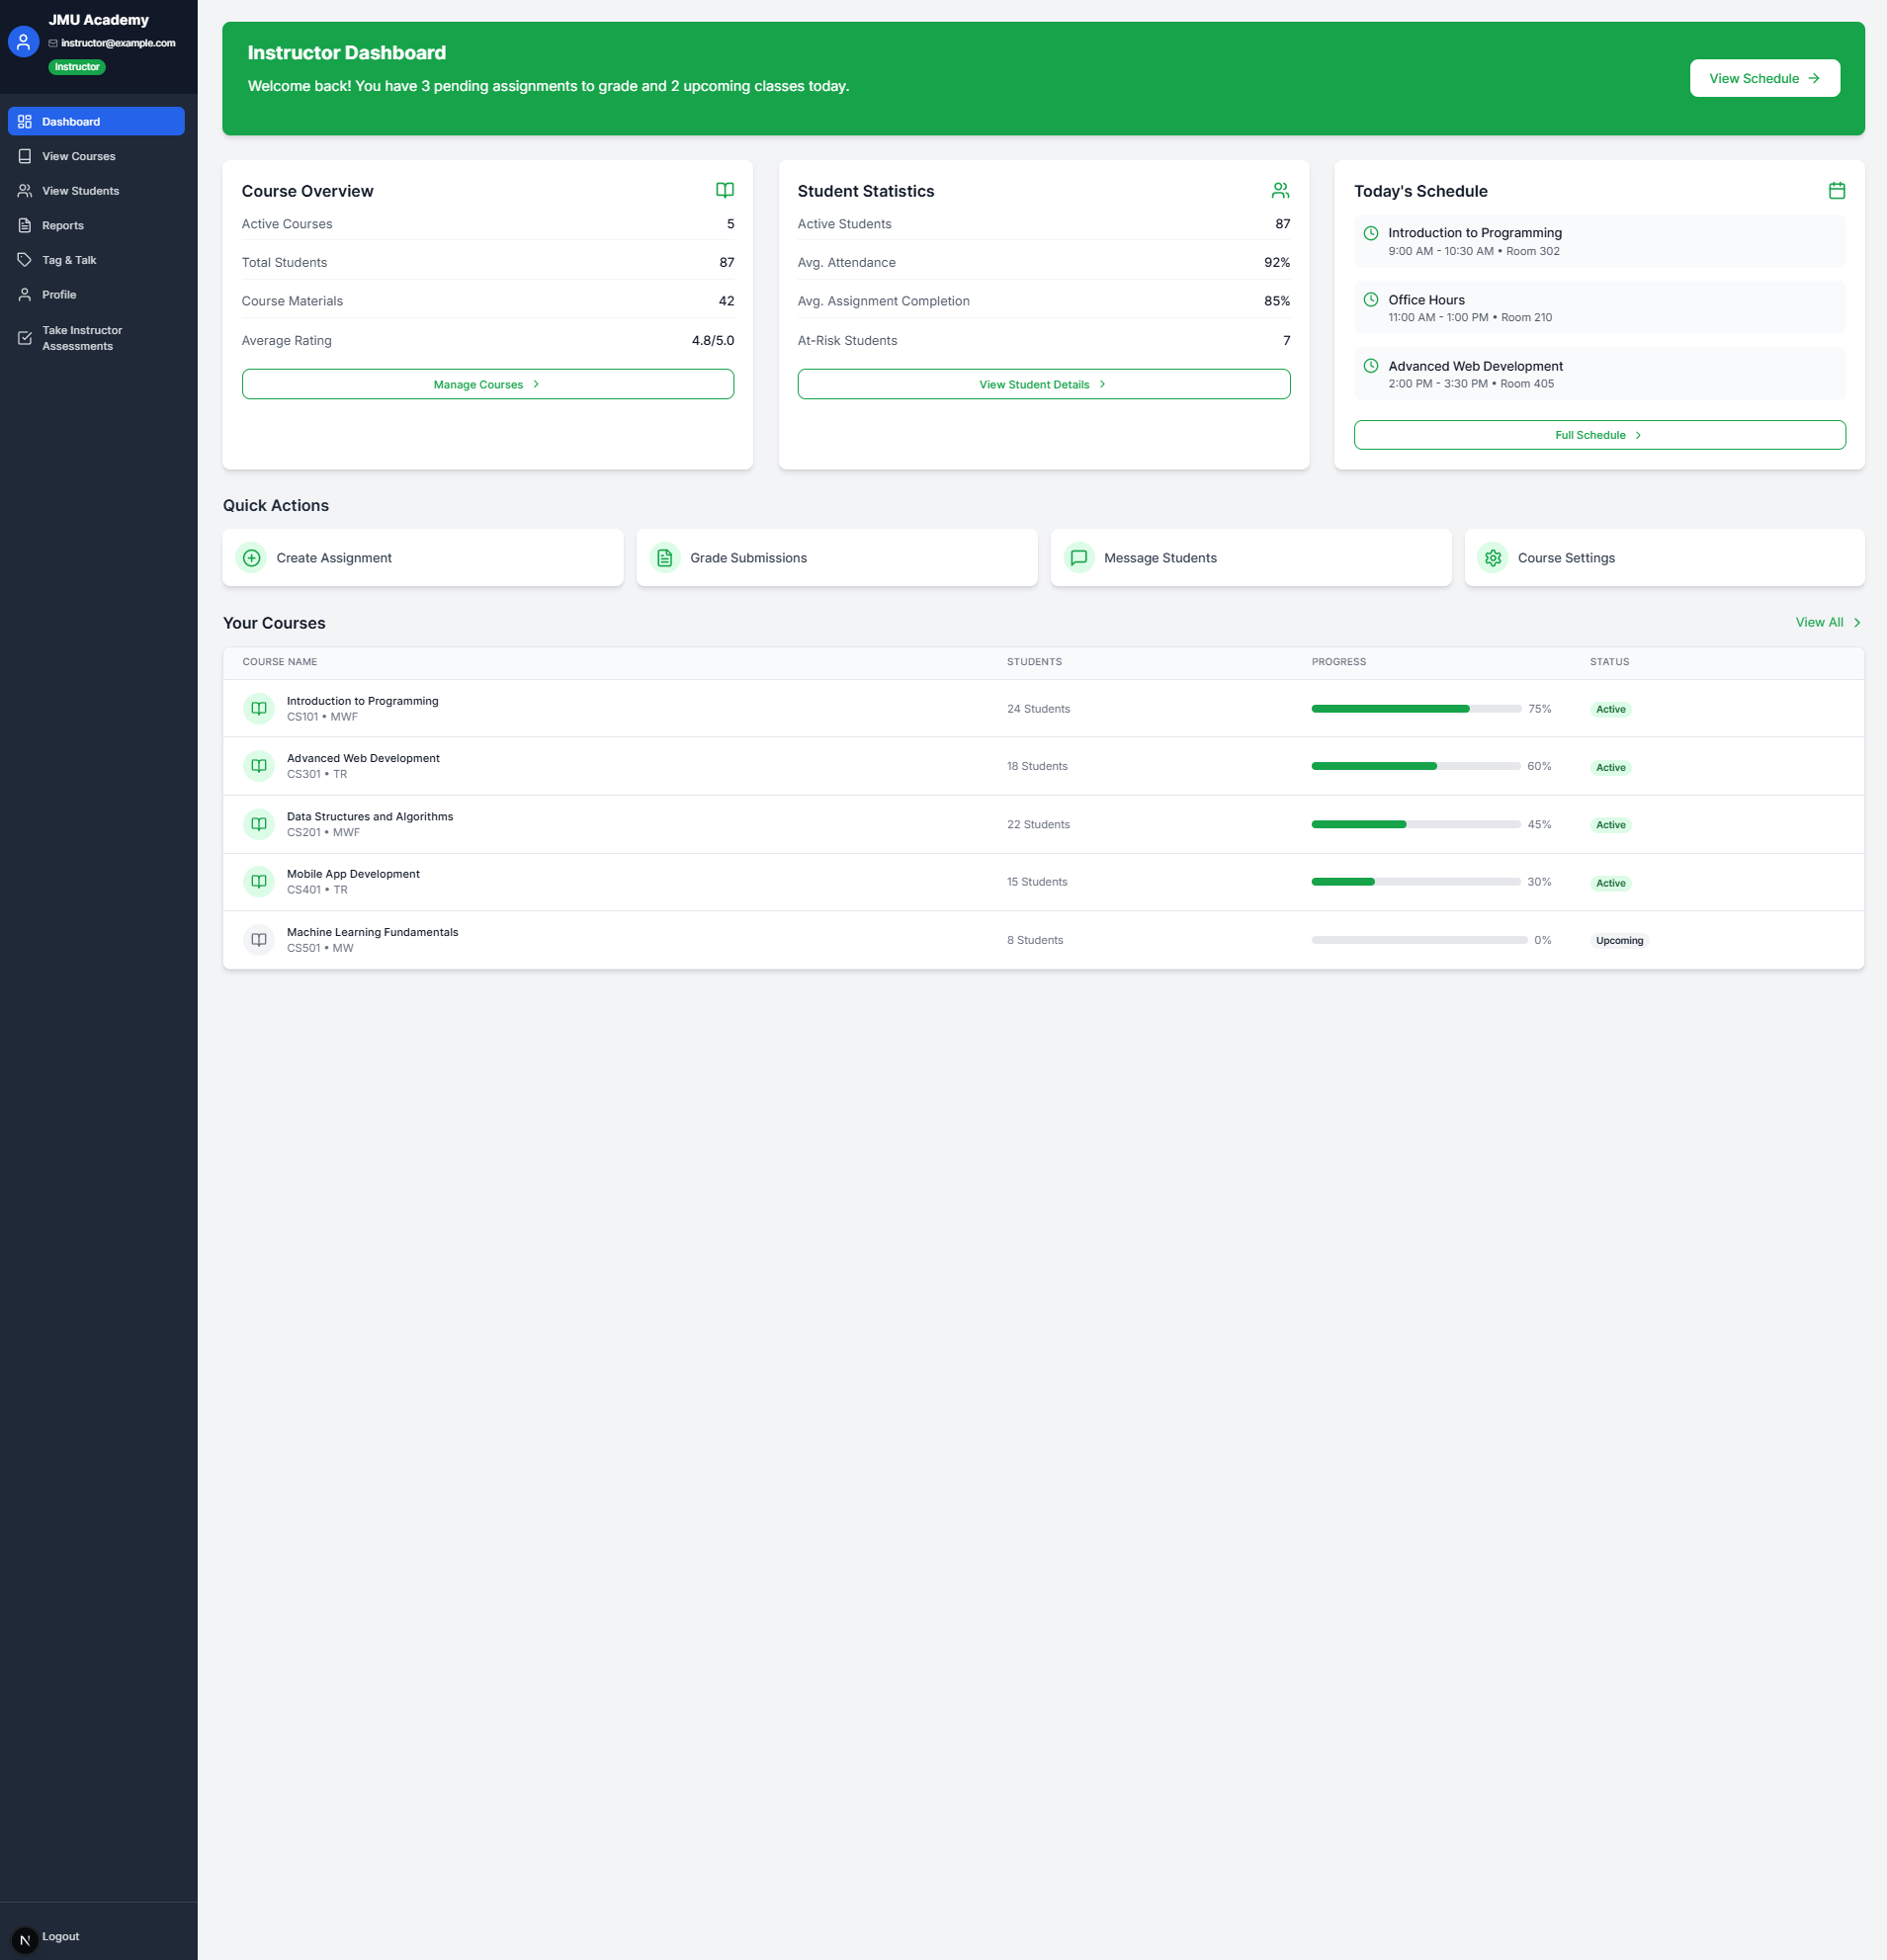 JMU Academy
instructor@example.com
Instructor
Dashboard
View Courses
View Students
Reports
Tag & Talk
Profile
Take Instructor
Assessments
Logout
N
Instructor Dashboard
Welcome back! You have 3 pending assignments to grade and 2 upcoming classes today.
View Schedule
Course Overview
Active Courses 5
Total Students 87
Course Materials 42
Average Rating 4.8/5.0
Manage Courses
Student Statistics
Active Students 87
Avg. Attendance 92%
Avg. Assignment Completion 85%
At-Risk Students 7
View Student Details
Today's Schedule
Introduction to Programming
9:00 AM - 10:30 AM • Room 302
Office Hours
11:00 AM - 1:00 PM • Room 210
Advanced Web Development
2:00 PM - 3:30 PM • Room 405
Full Schedule
Quick Actions
Create Assignment
Grade Submissions
Message Students
Course Settings
Your Courses
View All
COURSE NAME STUDENTS PROGRESS STATUS
Introduction to Programming
CS101 • MWF
24 Students 75% Active
Advanced Web Development
CS301 • TR
18 Students 60% Active
Data Structures and Algorithms
CS201 • MWF
22 Students 45% Active
Mobile App Development
CS401 • TR
15 Students 30% Active
Machine Learning Fundamentals
CS501 • MW
8 Students 0% Upcoming